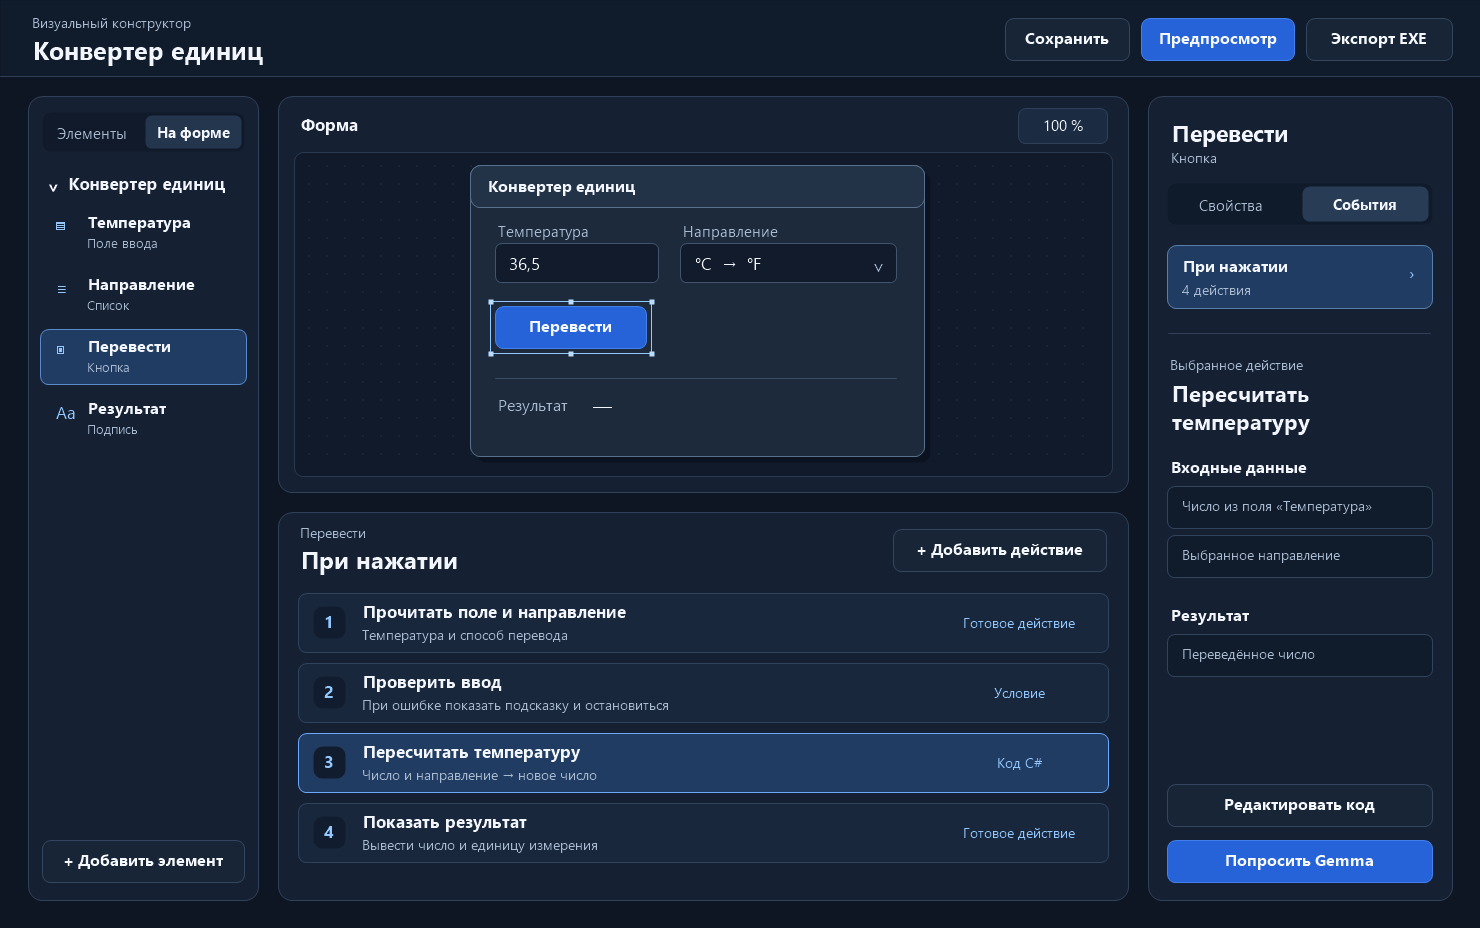 Визуальный конструктор
Конвертер единиц
Сохранить
Предпросмотр
Экспорт EXE
Элементы
На форме
Конвертер единиц
Температура
Поле ввода
Направление
Список
Перевести
Кнопка
Aa
Результат
Подпись
+ Добавить элемент
Форма
100 %
Конвертер единиц
Температура
Направление
36,5
°C → °F
Перевести
Результат —
Перевести
При нажатии
+ Добавить действие
1
Прочитать поле и направление
Температура и способ перевода
Готовое действие
2
Проверить ввод
При ошибке показать подсказку и остановиться
Условие
3
Пересчитать температуру
Число и направление → новое число
Код C#
4
Показать результат
Вывести число и единицу измерения
Готовое действие
Перевести
Кнопка
Свойства
События
При нажатии
4 действия
Выбранное действие
Пересчитать
температуру
Входные данные
Число из поля «Температура»
Выбранное направление
Результат
Переведённое число
Редактировать код
Попросить Gemma